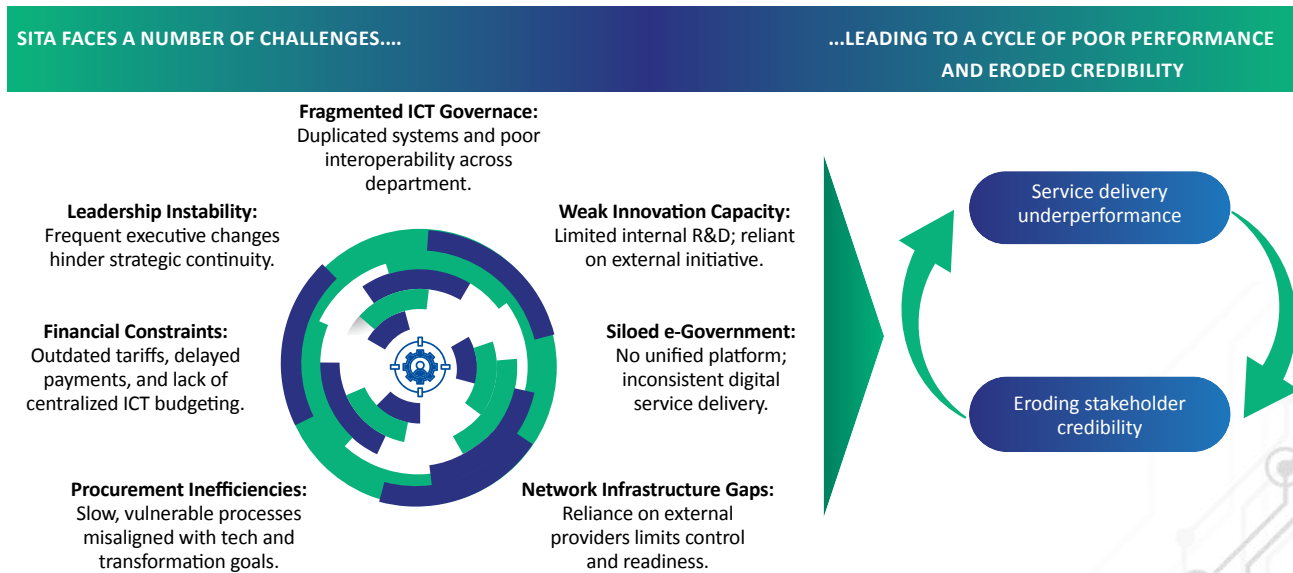 SITA FACES A NUMBER OF CHALLENGES....
...LEADING TO A CYCLE OF POOR PERFORMANCE
AND ERODED CREDIBILITY
Fragmented ICT Governace:
Duplicated systems and poor
interoperability across
department.
Leadership Instability:
Frequent executive changes
hinder strategic continuity.
Weak Innovation Capacity:
Limited internal R&D; reliant
on external initiative.
Financial Constraints:
Outdated tariffs, delayed
payments, and lack of
centralized ICT budgeting.
Siloed e-Government:
No unified platform;
inconsistent digital
service delivery.
Procurement Inefficiencies:
Slow, vulnerable processes
misaligned with tech and
transformation goals.
Network Infrastructure Gaps:
Reliance on external
providers limits control
and readiness.
Service delivery
underperformance
Eroding stakeholder
credibility